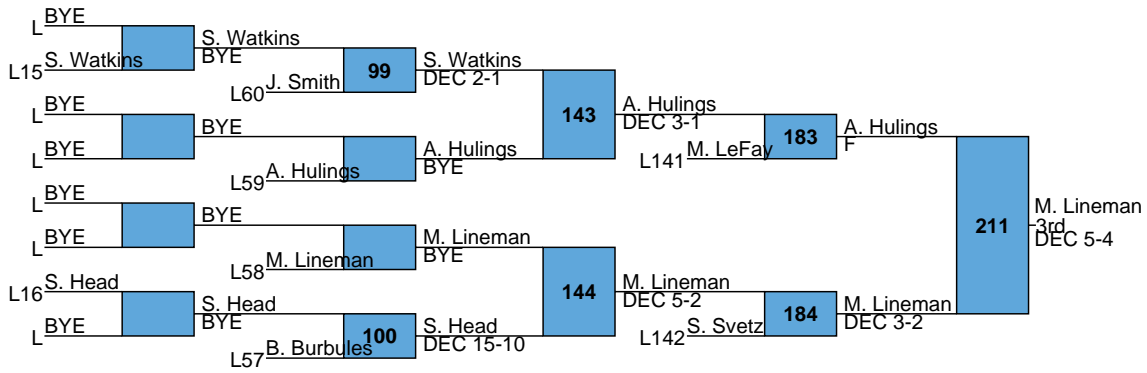 BYE
L
S. Watkins
BYE
L15 S. Watkins
99
S. Watkins
DEC 2-1
L60 J. Smith
143
A. Hulings
DEC 3-1
L BYE
BYE
L BYE
A. Hulings
BYE
L59 A. Hulings
183
A. Hulings
F
L141 M. LeFay
L BYE
BYE
L BYE
M. Lineman
BYE
L58 M. Lineman
211
M. Lineman
3rd
DEC 5-4
144
M. Lineman
DEC 5-2
L16 S. Head
S. Head
BYE
L BYE
100
S. Head
DEC 15-10
L57 B. Burbules
184
M. Lineman
DEC 3-2
L142 S. Svetz